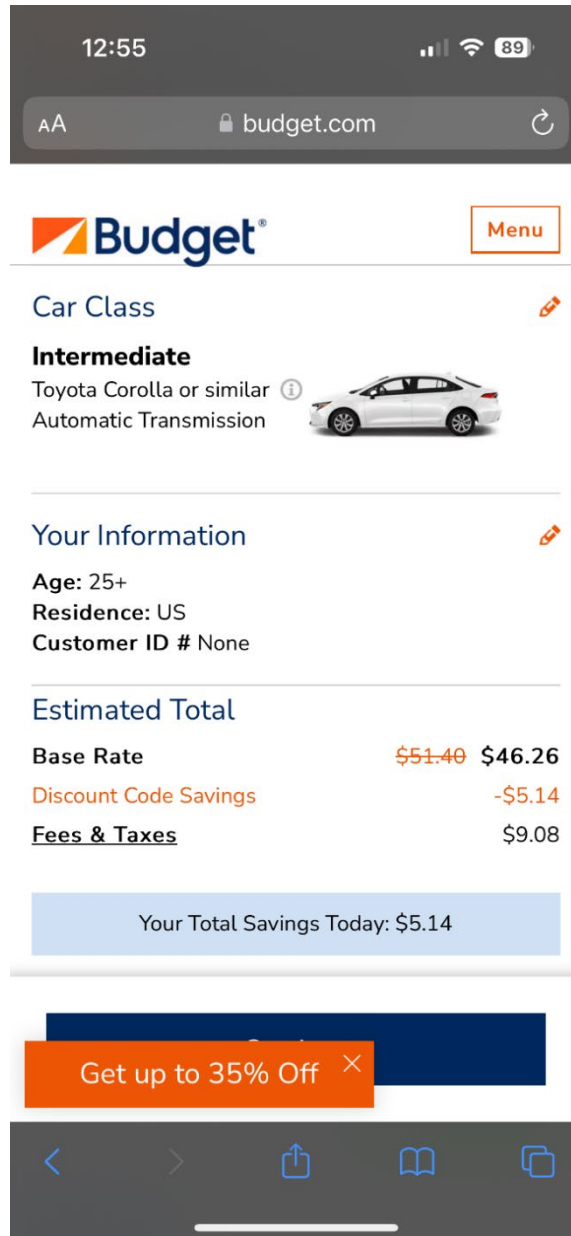 12:55
89
AA budget.com
Budget®
Menu
Car Class
Intermediate
Toyota Corolla or similar
Automatic Transmission
Your Information
Age: 25+
Residence: US
Customer ID # None
Estimated Total
Base Rate $51.40 $46.26
Discount Code Savings -$5.14
Fees & Taxes $9.08
Your Total Savings Today: $5.14
Get up to 35% Off